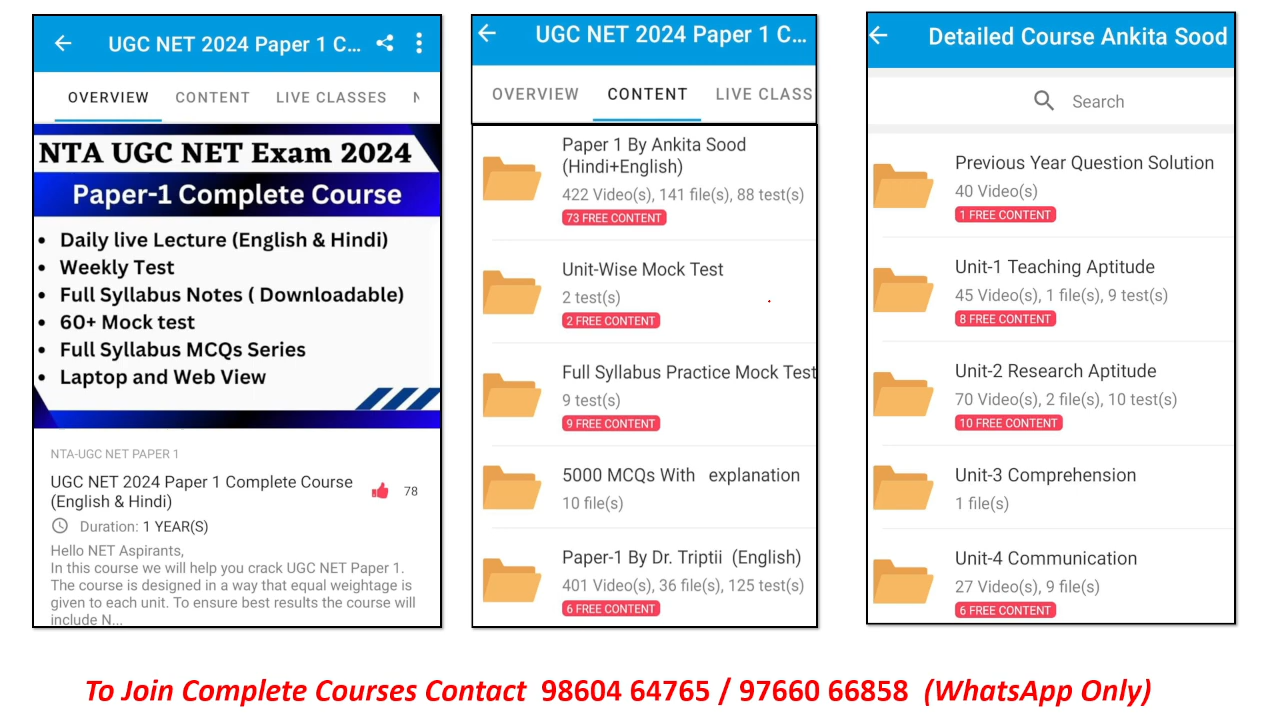 UGC NET 2024 Paper 1 C...
OVERVIEW CONTENT LIVE CLASSES N
NTA UGC NET Exam 2024
Paper-1 Complete Course
• Daily live Lecture (English & Hindi)
• Weekly Test
• Full Syllabus Notes ( Downloadable)
• 60+ Mock test
• Full Syllabus MCQs Series
• Laptop and Web View
NTA-UGC NET PAPER 1
UGC NET 2024 Paper 1 Complete Course
(English & Hindi)
78
Duration: 1 YEAR(S)
Hello NET Aspirants,
In this course we will help you crack UGC NET Paper 1.
The course is designed in a way that equal weightage is
given to each unit. To ensure best results the course will
include N...
UGC NET 2024 Paper 1 C...
OVERVIEW CONTENT LIVE CLASS
Paper 1 By Ankita Sood
(Hindi+English)
422 Video(s), 141 file(s), 88 test(s)
73 FREE CONTENT
Unit-Wise Mock Test
2 test(s)
2 FREE CONTENT
Full Syllabus Practice Mock Test
9 test(s)
9 FREE CONTENT
5000 MCQs With explanation
10 file(s)
Paper-1 By Dr. Triptii (English)
401 Video(s), 36 file(s), 125 test(s)
6 FREE CONTENT
Detailed Course Ankita Sood
Search
Previous Year Question Solution
40 Video(s)
1 FREE CONTENT
Unit-1 Teaching Aptitude
45 Video(s), 1 file(s), 9 test(s)
8 FREE CONTENT
Unit-2 Research Aptitude
70 Video(s), 2 file(s), 10 test(s)
10 FREE CONTENT
Unit-3 Comprehension
1 file(s)
Unit-4 Communication
27 Video(s), 9 file(s)
6 FREE CONTENT
To Join Complete Courses Contact 98604 64765 / 97660 66858 (WhatsApp Only)